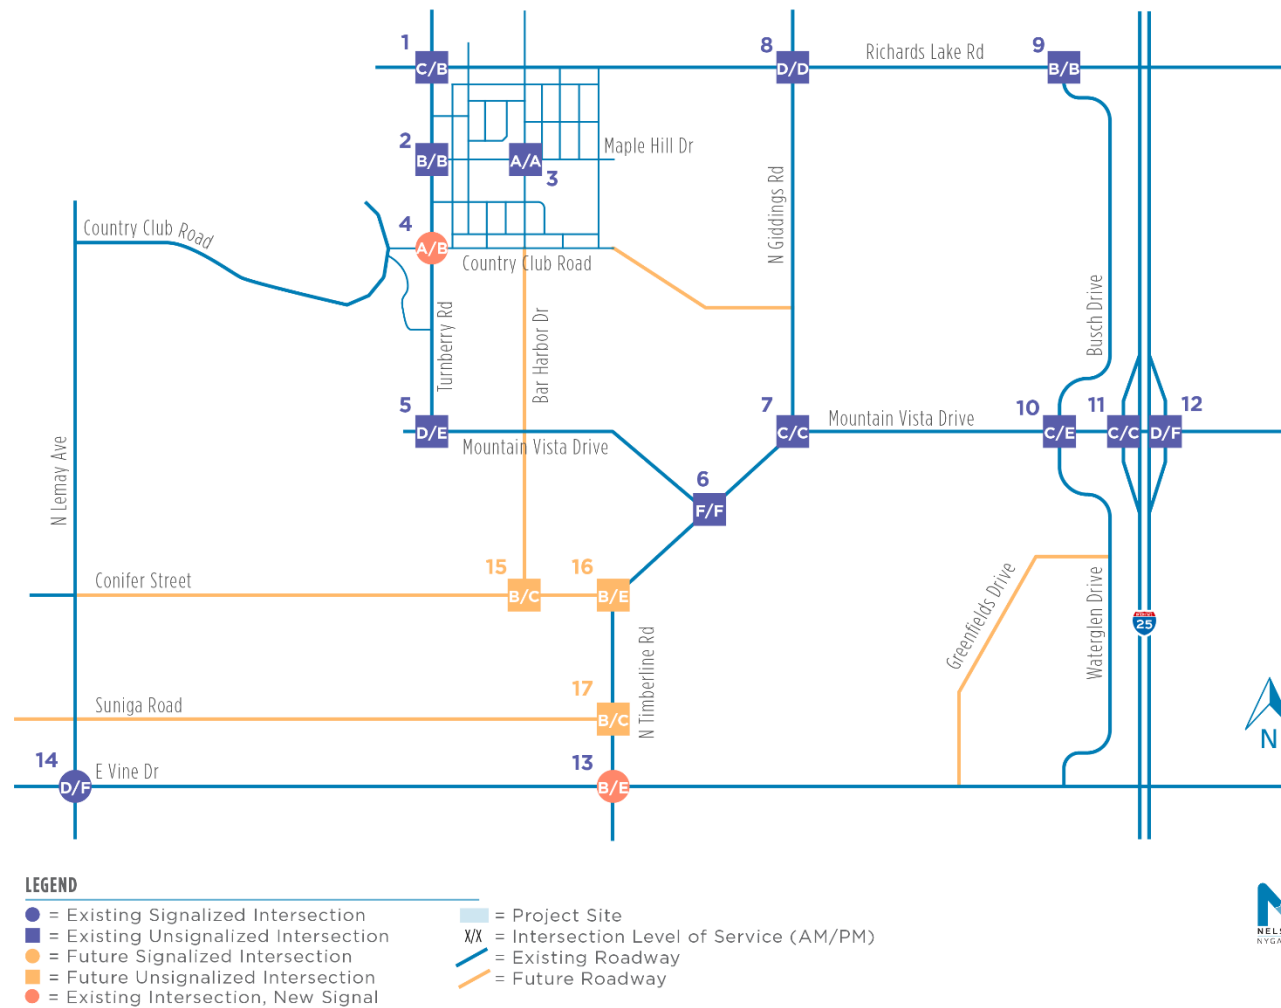 1
C/B
8
D/D
Richards Lake Rd
9
B/B
2
B/B
A/A
3
Maple Hill Dr
N Giddings Rd
Country Club Road
4
A/B
Country Club Road
Turnberry Rd
Bar Harbor Dr
Busch Drive
5
D/E
Mountain Vista Drive
7
C/C
Mountain Vista Drive
10
C/E
11
C/C
12
D/F
N Lemay Ave
6
F/F
Conifer Street
15
B/C
16
B/E
Greenfields Drive
Waterglen Drive
25
N Timberline Rd
Suniga Road
17
B/C
N
14
D/F
E Vine Dr
13
B/E
LEGEND
= Existing Signalized Intersection
= Existing Unsignalized Intersection
= Future Signalized Intersection
= Future Unsignalized Intersection
= Existing Intersection, New Signal
= Project Site
X/X = Intersection Level of Service (AM/PM)
= Existing Roadway
= Future Roadway
N
NELS
NYGA